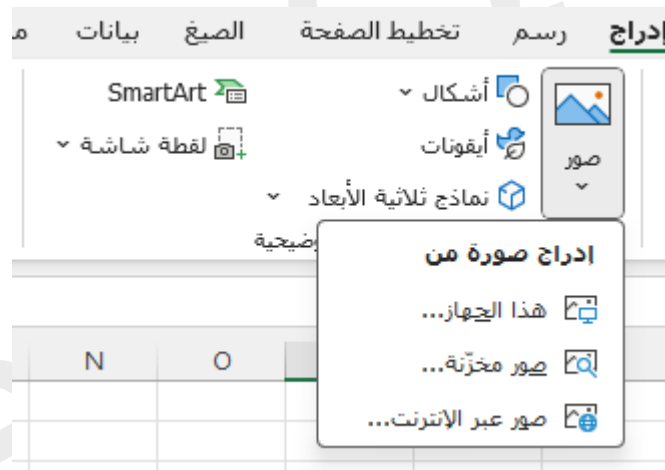 إدراج رسم تخطيط الصفحة الصيغ بيانات
صور
أشكال
أيقونات
نماذج ثلاثية الأبعاد
SmartArt
لقطة شاشة
إدراج صورة من
هذا الجهاز...
صور مخزّنة...
صور عبر الإنترنت...
O N